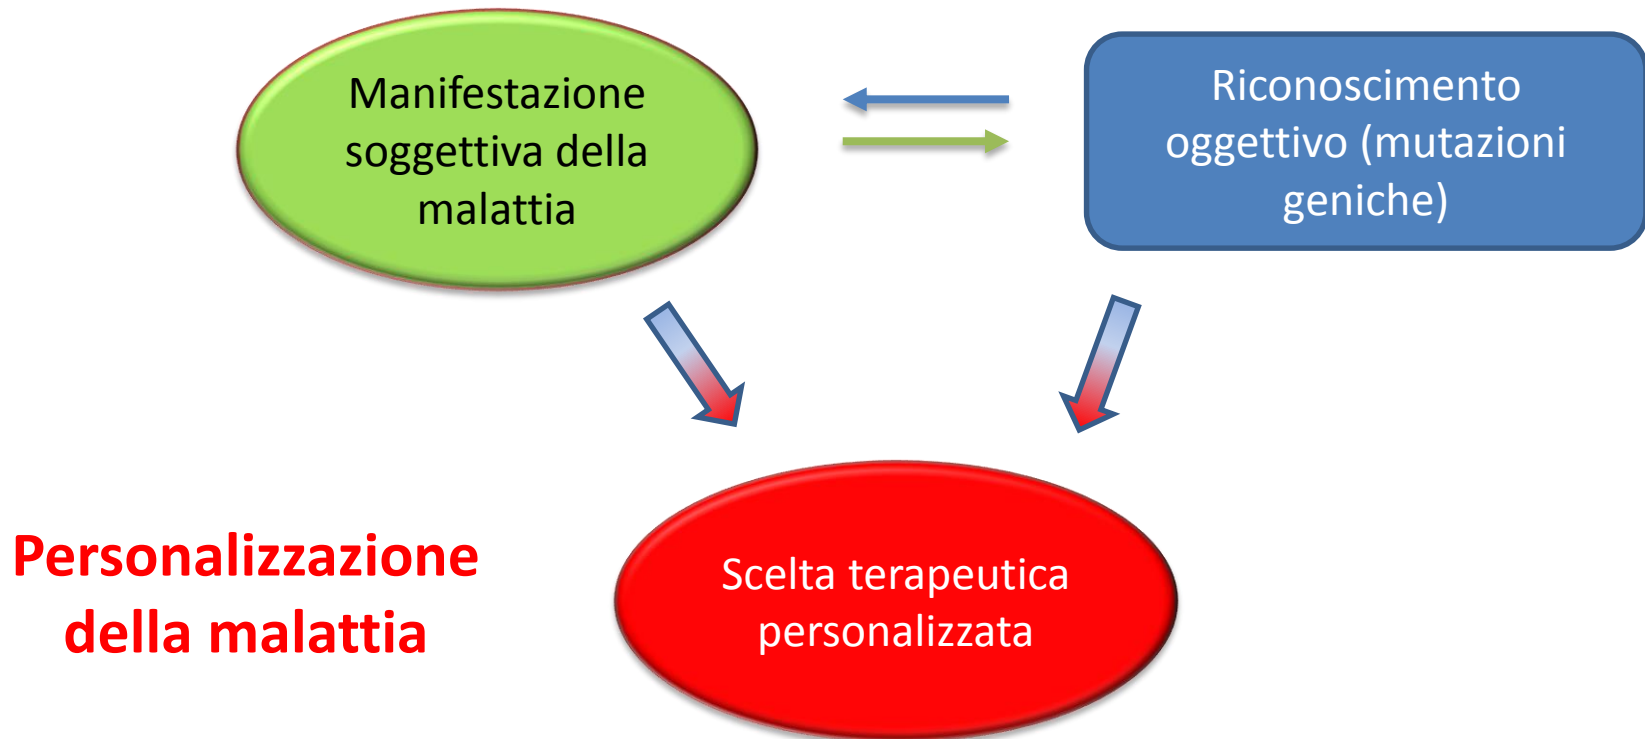 Manifestazione
soggettiva della
malattia
Riconoscimento
oggettivo (mutazioni
geniche)
Personalizzazione
della malattia
Scelta terapeutica
personalizzata